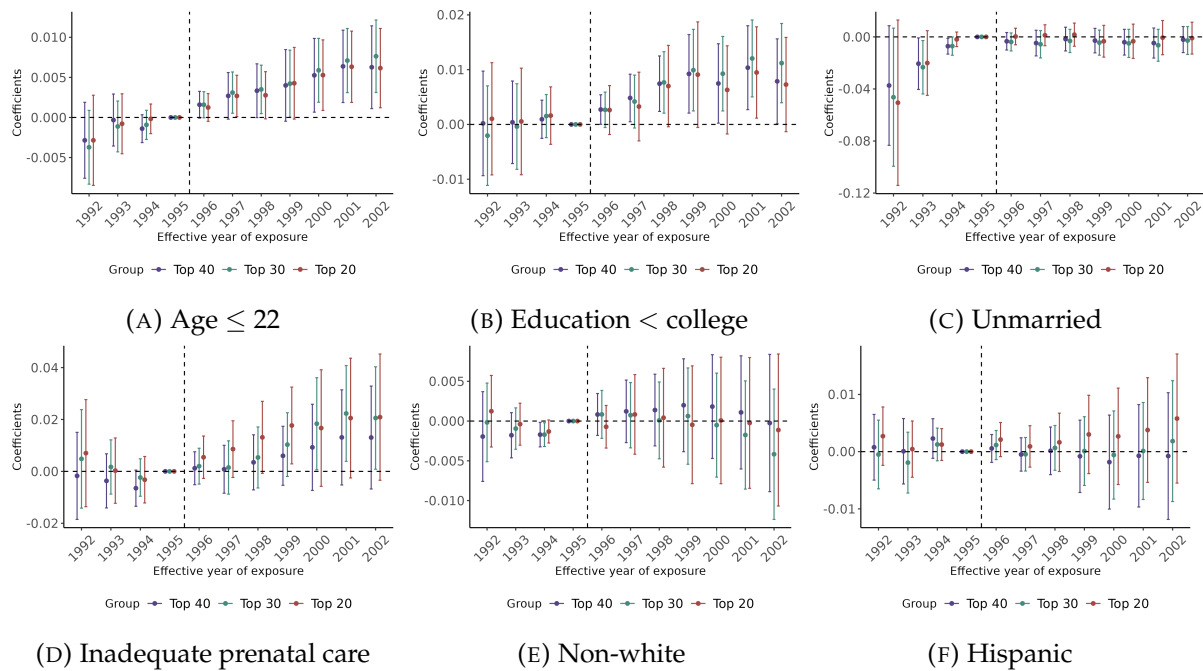 0.010
0.005
0.000
-0.005
Coefficients
1992 1993 1994 1995 1996 1997 1998 1999 2000 2001 2002
Effective year of exposure
Group Top 40 Top 30 Top 20
(A) Age ≤ 22
0.02
0.01
0.00
-0.01
Coefficients
1992 1993 1994 1995 1996 1997 1998 1999 2000 2001 2002
Effective year of exposure
Group Top 40 Top 30 Top 20
(B) Education < college
0.00
-0.04
-0.08
-0.12
Coefficients
1992 1993 1994 1995 1996 1997 1998 1999 2000 2001 2002
Effective year of exposure
Group Top 40 Top 30 Top 20
(C) Unmarried
0.04
0.02
0.00
-0.02
Coefficients
1992 1993 1994 1995 1996 1997 1998 1999 2000 2001 2002
Effective year of exposure
Group Top 40 Top 30 Top 20
(D) Inadequate prenatal care
0.005
0.000
-0.005
-0.010
Coefficients
1992 1993 1994 1995 1996 1997 1998 1999 2000 2001 2002
Effective year of exposure
Group Top 40 Top 30 Top 20
(E) Non-white
0.01
0.00
-0.01
Coefficients
1992 1993 1994 1995 1996 1997 1998 1999 2000 2001 2002
Effective year of exposure
Group Top 40 Top 30 Top 20
(F) Hispanic